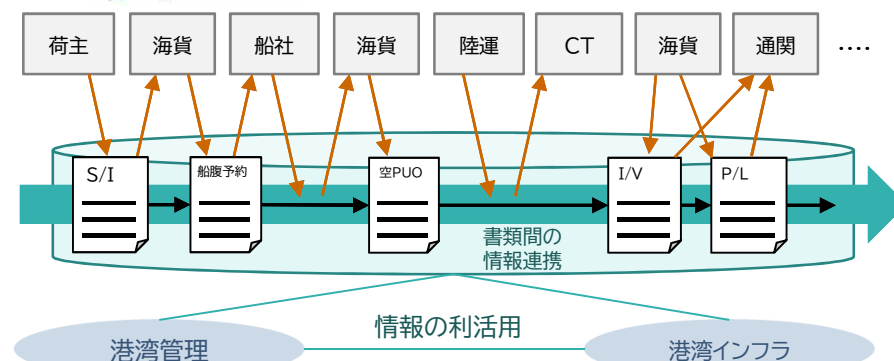 荷主
海貨
船社
海貨
陸運
CT
海貨
通関
‥‥
S/I
船腹予約
空PUO
I/V
P/L
書類間の
情報連携
情報の利活用
港湾管理
港湾インフラ